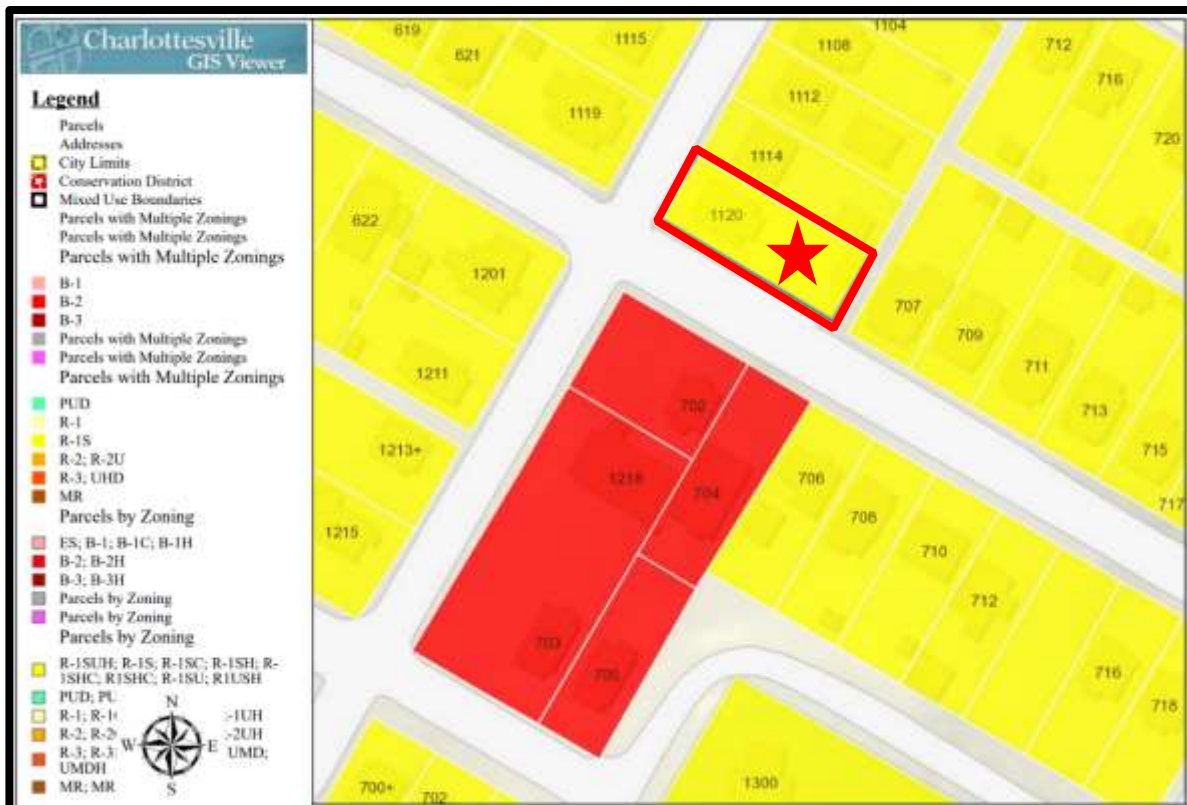 Charlottesville
GIS Viewer
Legend
Parcels
Addresses
City Limits
Conservation District
Mixed Use Boundaries
Parcels with Multiple Zonings
Parcels with Multiple Zonings
Parcels with Multiple Zonings
B-1
B-2
B-3
Parcels with Multiple Zonings
Parcels with Multiple Zonings
Parcels with Multiple Zonings
PUD
R-1
R-1S
R-2; R-2U
R-3; UHD
MR
Parcels by Zoning
ES; B-1; B-1C; B-1H
B-2; B-2H
B-3; B-3H
Parcels by Zoning
Parcels by Zoning
Parcels by Zoning
R-1SUH; R-1S; R-1SC; R-1SH; R-
1SHC; R1SHC; R-1SU; R1USH
PUD; PU
R-1; R-1( :-1UH
R-2; R-2 :-2UH
R-3; R-3 UMD;
UMDH
MR; MR
N
W E
S
619
621
1115
1119
1104
1108
1112
1114
1120
712
716
720
622
1201
1211
1213+
1215
707
709
711
713
715
717
702
1218
704
706
708
710
712
716
718
703
700+
702
1300